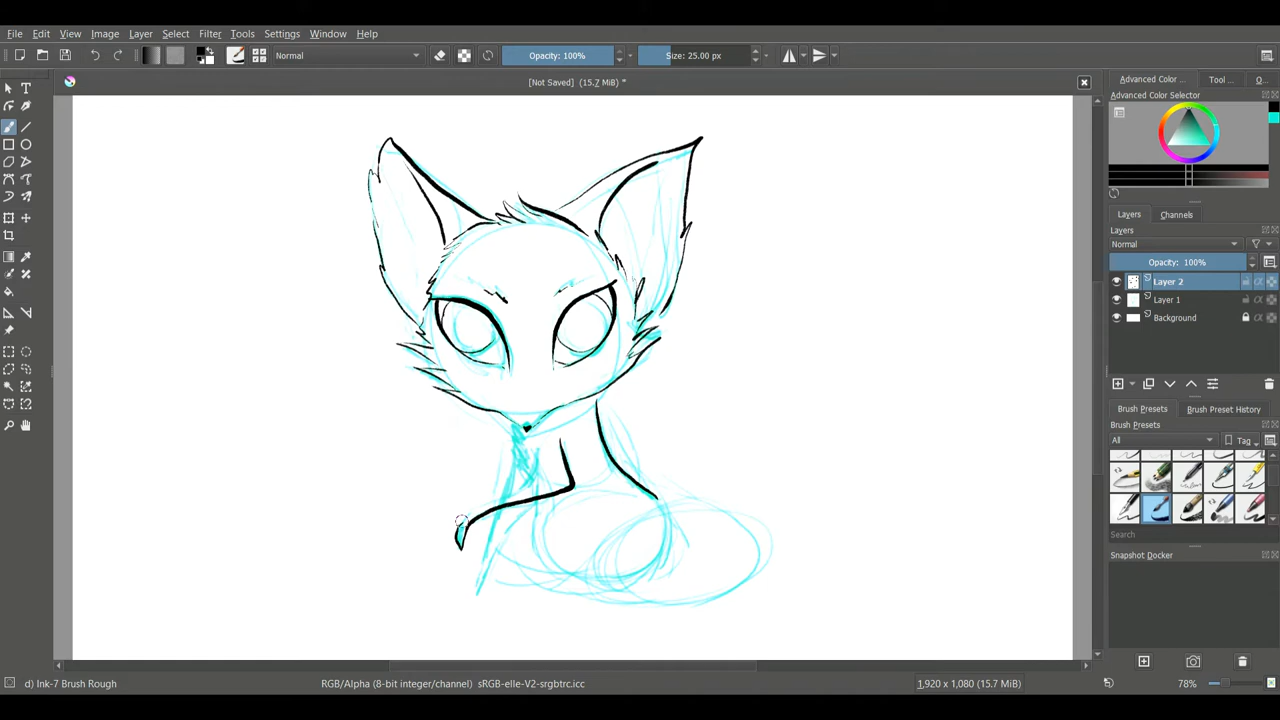 File Edit View Image Layer Select Filter Tools Settings Window Help
Normal Opacity: 100% Size: 25.00 px
[Not Saved] (15.7 MiB) *
Advanced Color ... Tool ... O...
Advanced Color Selector
Layers Channels
Layers
Normal
Opacity: 100%
Layer 2
Layer 1
Background
Brush Presets Brush Preset History
Brush Presets
All Tag
Search
Snapshot Docker
d) Ink-7 Brush Rough RGB/Alpha (8-bit integer/channel) sRGB-elle-V2-srgbtrc.icc 1,920 x 1,080 (15.7 MiB) 78%